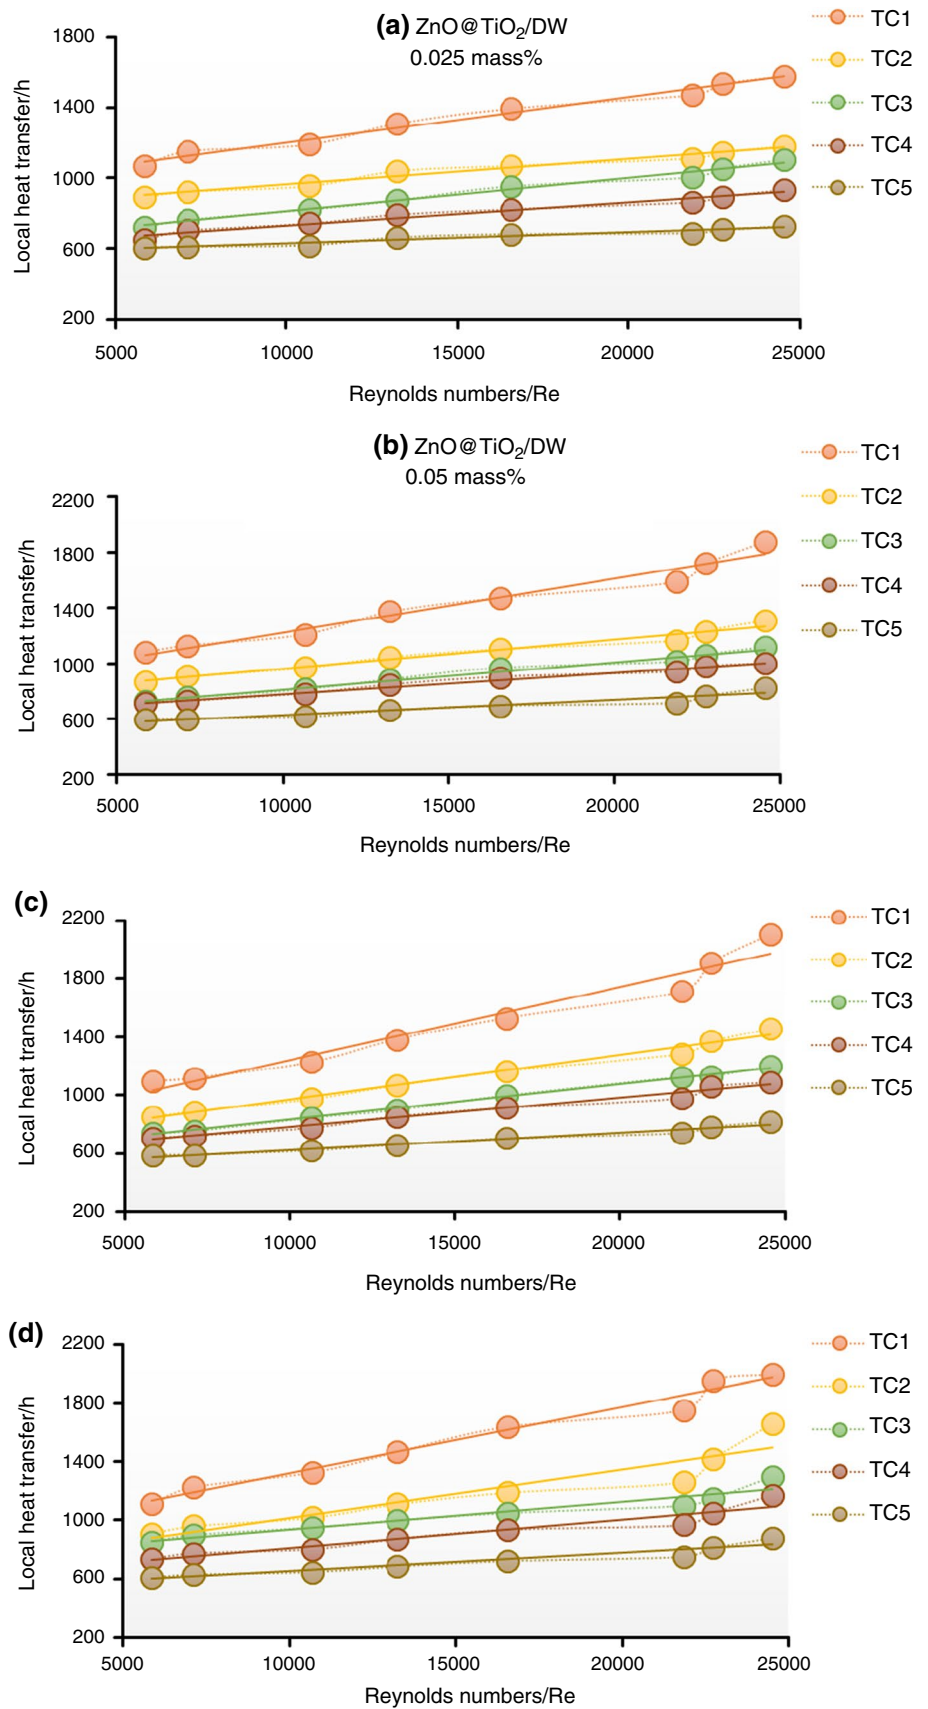 (a) ZnO@TiO₂/DW
0.025 mass%
Local heat transfer/h
1800
1400
1000
600
200
5000 10000 15000 20000 25000
Reynolds numbers/Re
TC1
TC2
TC3
TC4
TC5
(b) ZnO@TiO₂/DW
0.05 mass%
Local heat transfer/h
2200
1800
1400
1000
600
200
5000 10000 15000 20000 25000
Reynolds numbers/Re
TC1
TC2
TC3
TC4
TC5
(c)
Local heat transfer/h
2200
1800
1400
1000
600
200
5000 10000 15000 20000 25000
Reynolds numbers/Re
TC1
TC2
TC3
TC4
TC5
(d)
Local heat transfer/h
2200
1800
1400
1000
600
200
5000 10000 15000 20000 25000
Reynolds numbers/Re
TC1
TC2
TC3
TC4
TC5